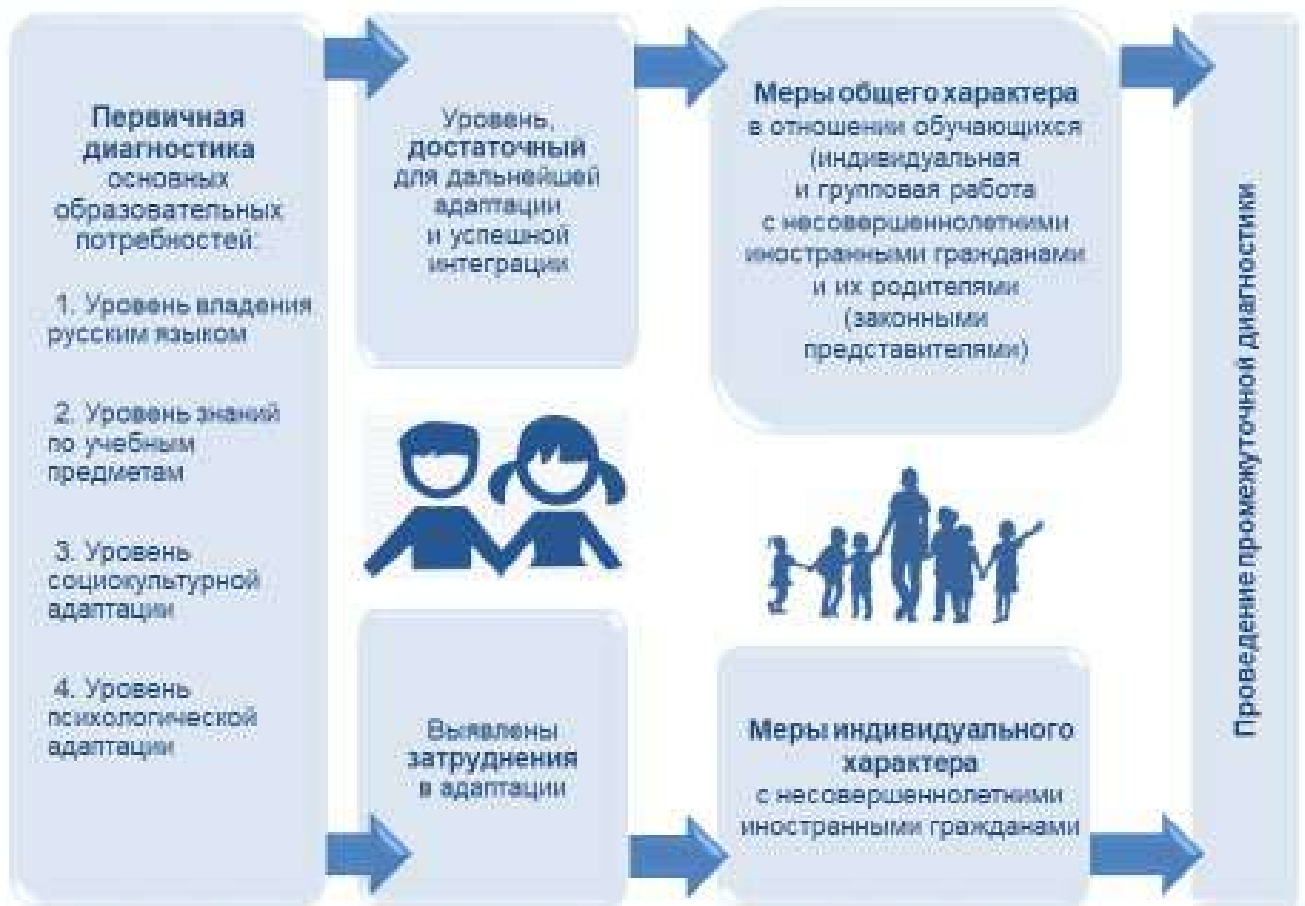 Первичная
диагностика
основных
образовательных
потребностей:
1. Уровень владения
русским языком
2. Уровень знаний
по учебным
предметам
3. Уровень
социокультурной
адаптации
4. Уровень
психологической
адаптации
Уровень,
достаточный
для дальнейшей
адаптации
и успешной
интеграции
Выявлены
затруднения
в адаптации
Меры общего характера
в отношении обучающихся
(индивидуальная
и групповая работа
с несовершеннолетними
иностранными гражданами
и их родителями
(законными
представителями)
Меры индивидуального
характера
с несовершеннолетними
иностранными гражданами
Проведение промежуточной диагностики